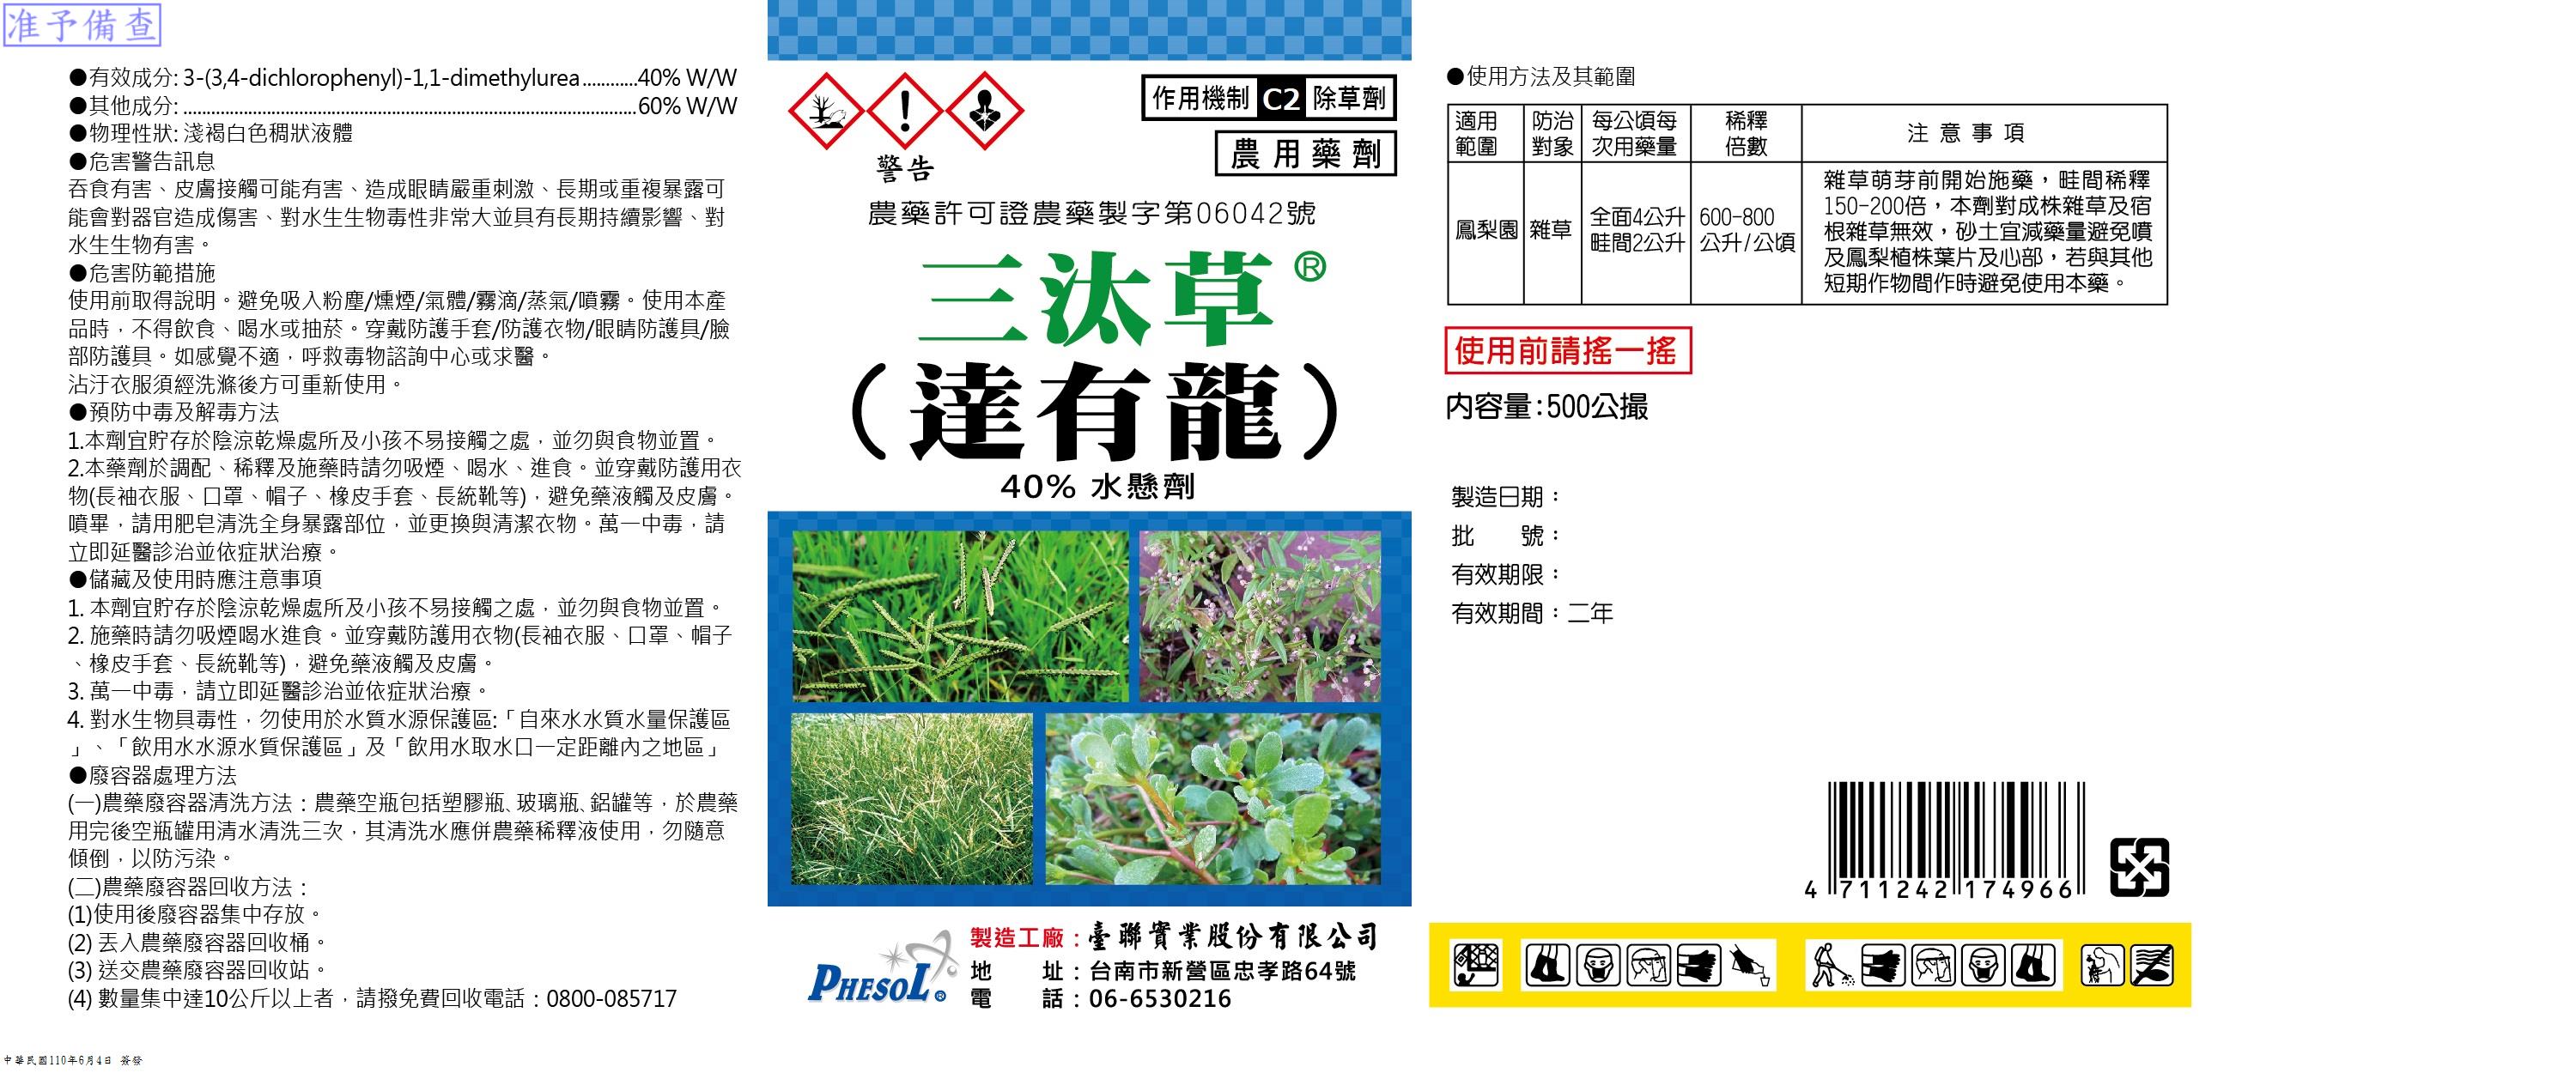 准予備查
●有效成分: 3-(3,4-dichlorophenyl)-1,1-dimethylurea............40% W/W
●其他成分: ..................................................................................................60% W/W
●物理性狀: 淺褐白色稠狀液體
●危害警告訊息
吞食有害、皮膚接觸可能有害、造成眼睛嚴重刺激、長期或重複暴露可
能會對器官造成傷害、對水生生物毒性非常大並具有長期持續影響、對
水生生物有害。
●危害防範措施
使用前取得說明。避免吸入粉塵/燻煙/氣體/霧滴/蒸氣/噴霧。使用本產
品時，不得飲食、喝水或抽菸。穿戴防護手套/防護衣物/眼睛防護具/臉
部防護具。如感覺不適，呼救毒物諮詢中心或求醫。
沾汙衣服須經洗滌後方可重新使用。
●預防中毒及解毒方法
1.本劑宜貯存於陰涼乾燥處所及小孩不易接觸之處，並勿與食物並置。
2.本藥劑於調配、稀釋及施藥時請勿吸煙、喝水、進食。並穿戴防護用衣
物(長袖衣服、口罩、帽子、橡皮手套、長統靴等)，避免藥液觸及皮膚。
噴畢，請用肥皂清洗全身暴露部位，並更換與清潔衣物。萬一中毒，請
立即延醫診治並依症狀治療。
●儲藏及使用時應注意事項
1. 本劑宜貯存於陰涼乾燥處所及小孩不易接觸之處，並勿與食物並置。
2. 施藥時請勿吸煙喝水進食。並穿戴防護用衣物(長袖衣服、口罩、帽子
、橡皮手套、長統靴等)，避免藥液觸及皮膚。
3. 萬一中毒，請立即延醫診治並依症狀治療。
4. 對水生物具毒性，勿使用於水質水源保護區:「自來水水質水量保護區
」、「飲用水水源水質保護區」及「飲用水取水口一定距離內之地區」
●廢容器處理方法
(一)農藥廢容器清洗方法：農藥空瓶包括塑膠瓶、玻璃瓶、鋁罐等，於農藥
用完後空瓶罐用清水清洗三次，其清洗水應併農藥稀釋液使用，勿隨意
傾倒，以防污染。
(二)農藥廢容器回收方法：
(1)使用後廢容器集中存放。
(2) 丟入農藥廢容器回收桶。
(3) 送交農藥廢容器回收站。
(4) 數量集中達10公斤以上者，請撥免費回收電話：0800-085717
中華民國110年6月4日 簽發
警告
作用機制 C2 除草劑
農用藥劑
農藥許可證農藥製字第06042號
三汰草®
（達有龍）
40% 水懸劑
PHESOL®
製造工廠：臺聯實業股份有限公司
地 址：台南市新營區忠孝路64號
電 話：06-6530216
●使用方法及其範圍
適用範圍 防治對象 每公頃每次用藥量 稀釋倍數 注意事項
鳳梨園 雜草 全面4公升 畦間2公升 600-800公升/公頃
雜草萌芽前開始施藥，畦間稀釋
150-200倍，本劑對成株雜草及宿
根雜草無效，砂土宜減藥量避免噴
及鳳梨植株葉片及心部，若與其他
短期作物間作時避免使用本藥。
使用前請搖一搖
內容量:500公撮
製造日期：
批 號：
有效期限：
有效期間：二年
4 711242 174966